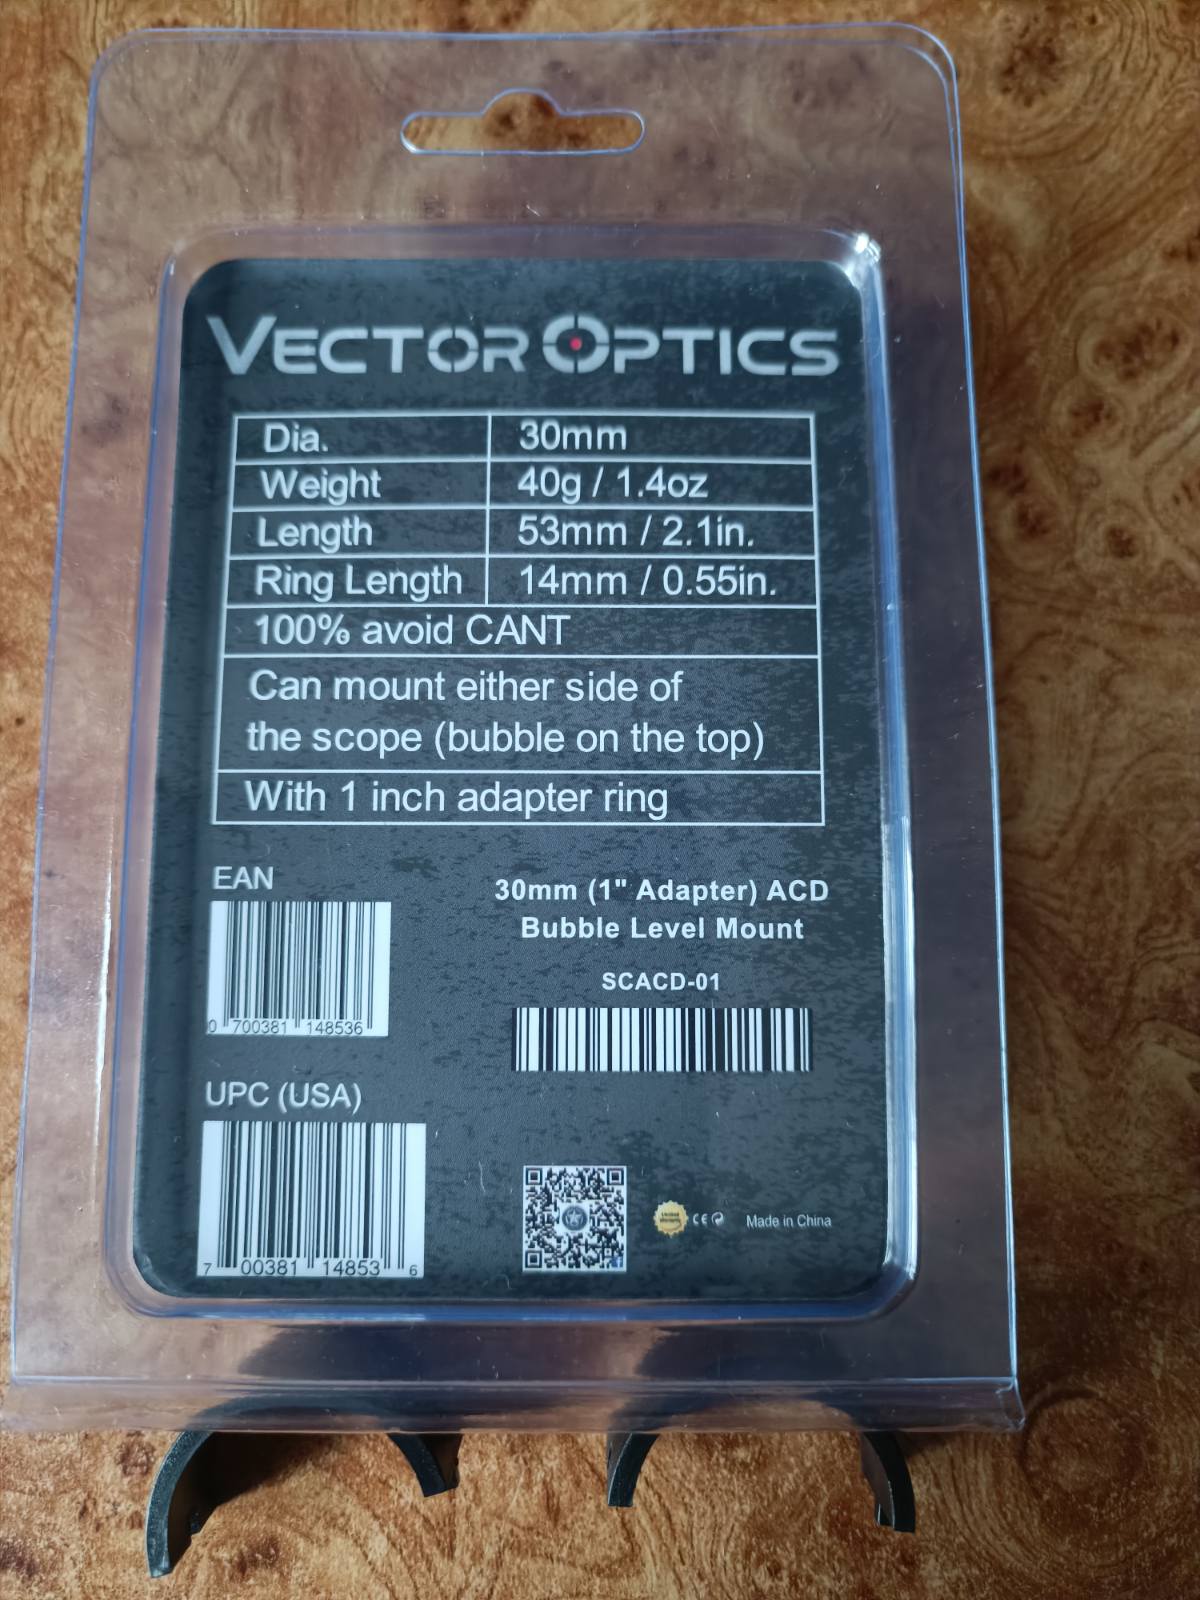 VECTOR OPTICS
Dia. 30mm
Weight 40g / 1.4oz
Length 53mm / 2.1in.
Ring Length 14mm / 0.55in.
100% avoid CANT
Can mount either side of
the scope (bubble on the top)
With 1 inch adapter ring
EAN
0 700381 148536
30mm (1" Adapter) ACD
Bubble Level Mount
SCACD-01
UPC (USA)
7 00381 14853 6
CE
Made in China